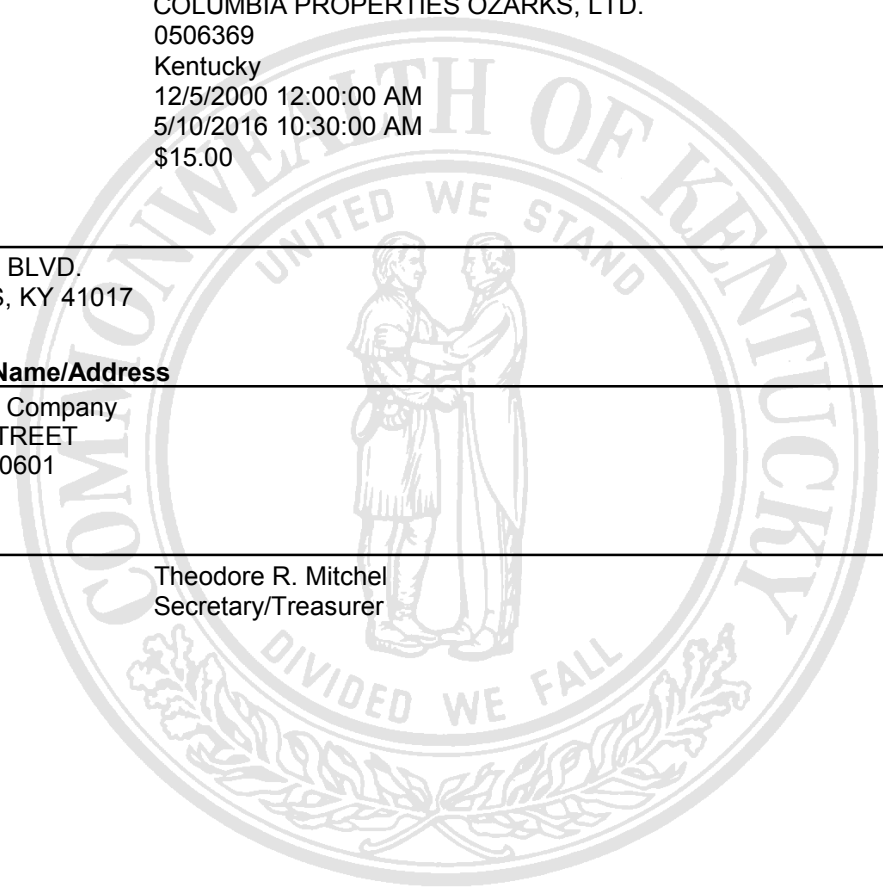 COLUMBIA PROPERTIES OZARKS, LTD.
0506369
Kentucky
12/5/2000 12:00:00 AM
5/10/2016 10:30:00 AM
$15.00
BLVD.
, KY 41017
Name/Address
Company
TREET
0601
Theodore R. Mitchel
Secretary/Treasurer
COMMONWEALTH OF KENTUCKY
UNITED WE STAND
DIVIDED WE FALL